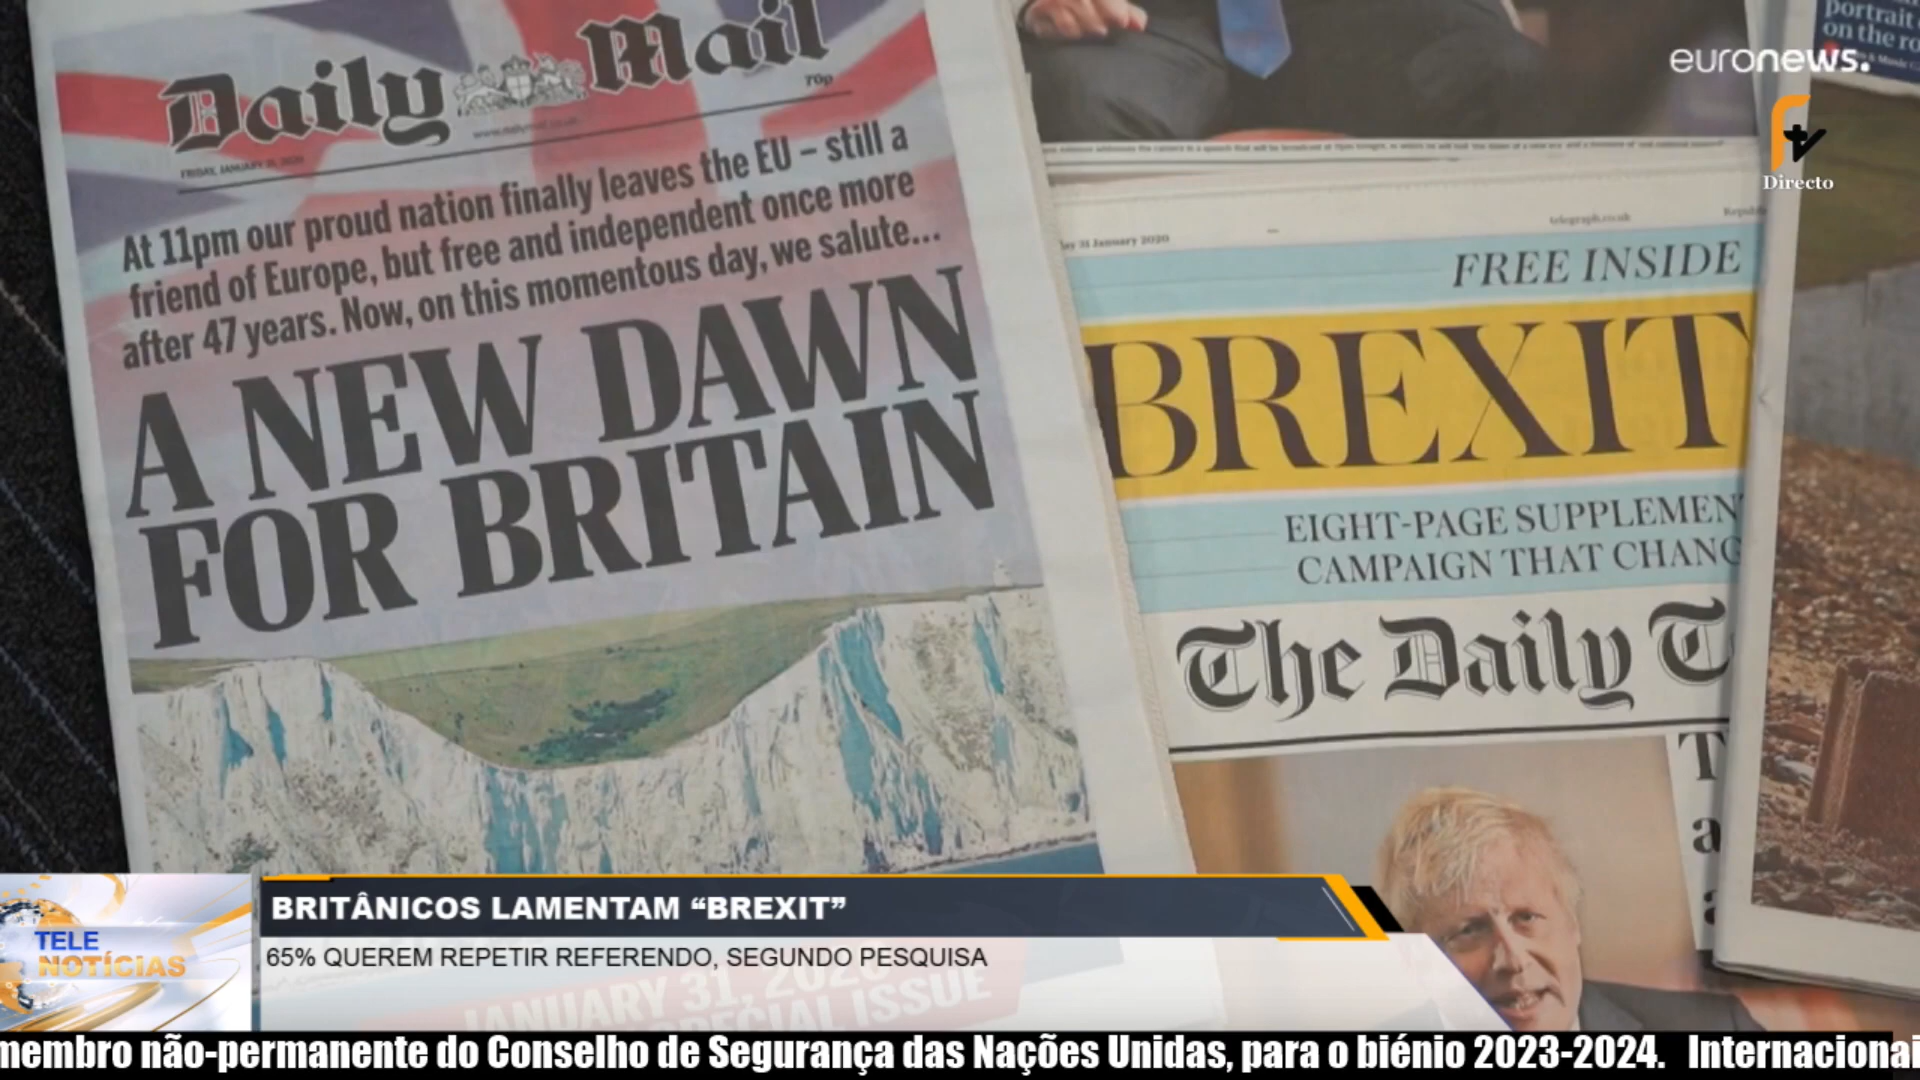 Daily Mail
70p
FRIDAY, JANUARY 31, 2020
At 11pm our proud nation finally leaves the EU – still a
friend of Europe, but free and independent once more
after 47 years. Now, on this momentous day, we salute...
A NEW DAWN
FOR BRITAIN
JANUARY 31, 2020
SPECIAL ISSUE
31 January 2020
telegraph.co.uk
FREE INSIDE
BREXIT
EIGHT-PAGE SUPPLEMEN
CAMPAIGN THAT CHANG
The Daily T
T
a
portrait
on the ro
euronews.
ftv
Directo
TELE
NOTÍCIAS
BRITÂNICOS LAMENTAM “BREXIT”
65% QUEREM REPETIR REFERENDO, SEGUNDO PESQUISA
membro não-permanente do Conselho de Segurança das Nações Unidas, para o biénio 2023-2024. Internacionai